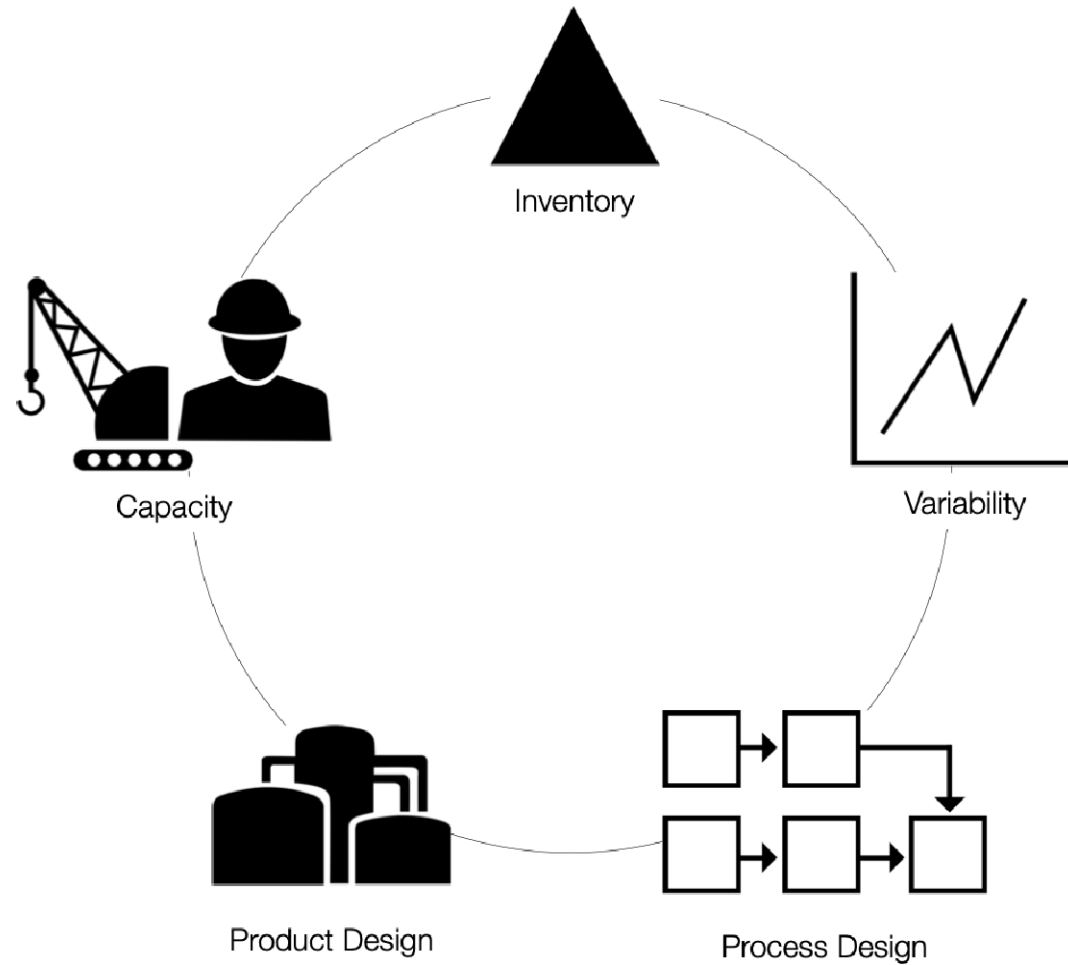 Inventory
Capacity
Variability
Product Design
Process Design